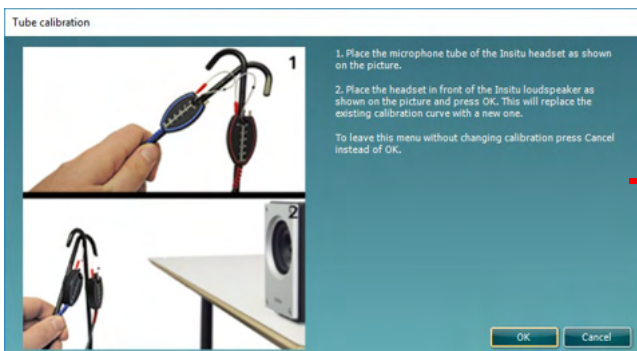 Tube calibration
1
1. Place the microphone tube of the Insitu headset as shown
on the picture.
2. Place the headset in front of the Insitu loudspeaker as
shown on the picture and press OK. This will replace the
existing calibration curve with a new one.
To leave this menu without changing calibration press Cancel
instead of OK.
2
OK
Cancel